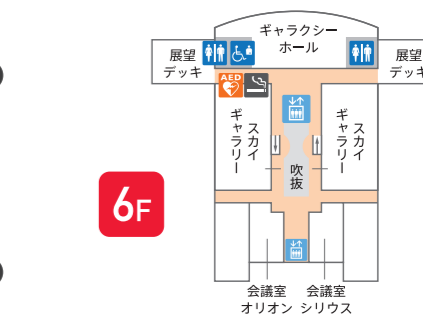 ギャラクシー
ホール
展望
デッキ
展望
デッキ
AED
スカイ
ギャラリー
スカイ
ギャラリー
吹抜
6F
会議室
オリオン
会議室
シリウス